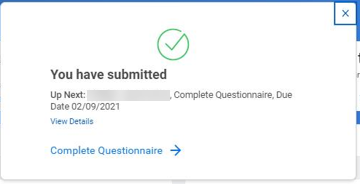 You have submitted
Up Next: , Complete Questionnaire, Due
Date 02/09/2021
View Details
Complete Questionnaire